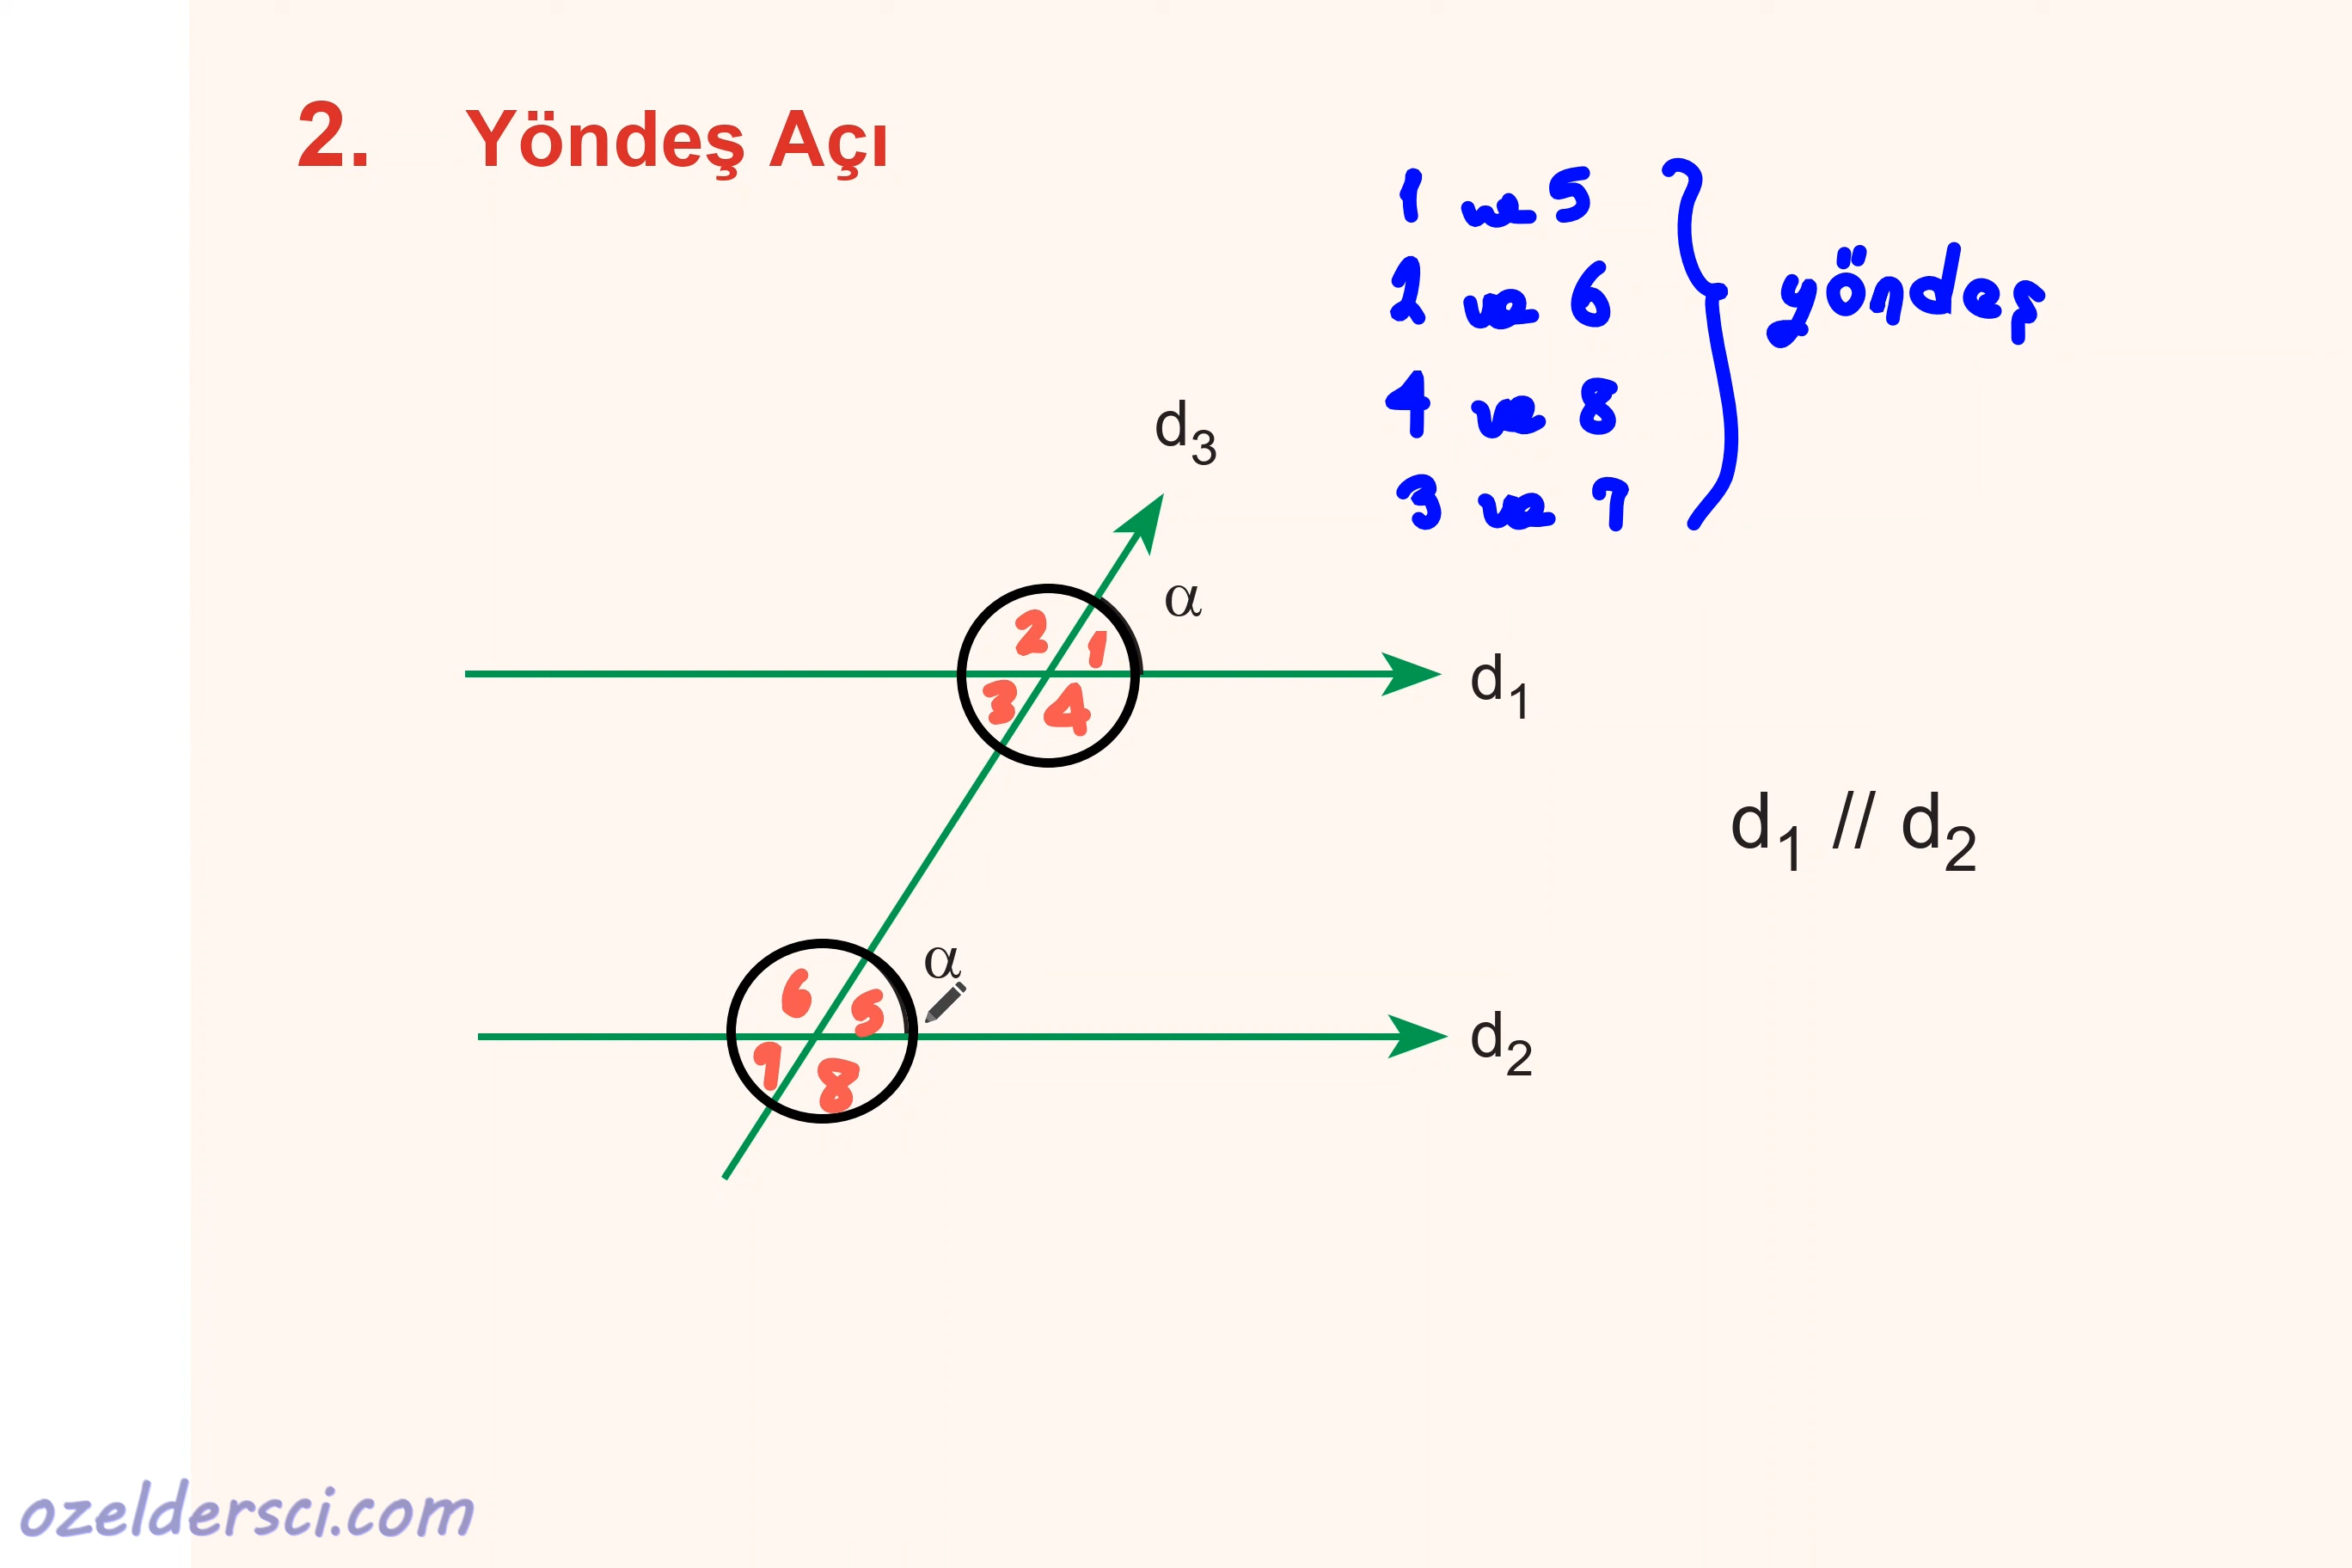 2. Yöndeş Açı
1 ve 5
2 ve 6
4 ve 8
3 ve 7
yöndeş
d3
α
2 1
3 4
d1
d1 // d2
α
6 5
7 8
d2
ozeldersci.com